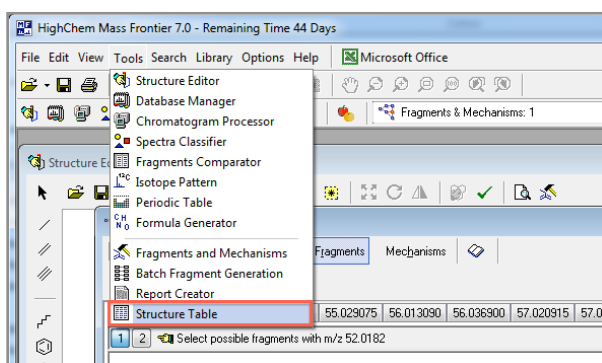 HighChem Mass Frontier 7.0 - Remaining Time 44 Days
File Edit View Tools Search Library Options Help Microsoft Office
Structure Editor
Database Manager
Chromatogram Processor
Fragments & Mechanisms: 1
Spectra Classifier
Structure Ed
Fragments Comparator
Isotope Pattern
Periodic Table
Formula Generator
Fragments and Mechanisms
Fragments Mechanisms
Batch Fragment Generation
Report Creator
Structure Table
55.029075 56.013090 56.036900 57.020915 57.0
1 2 Select possible fragments with m/z 52.0182